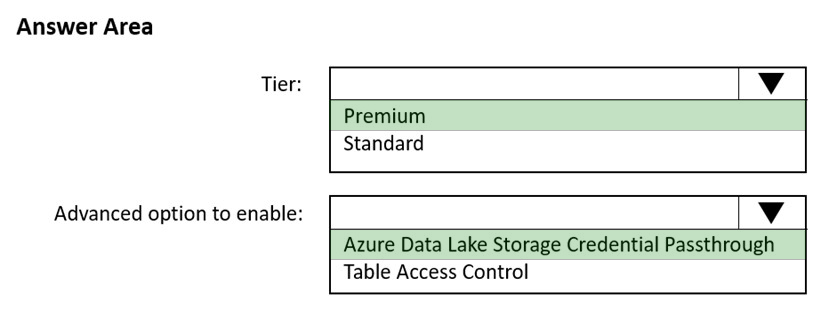 Answer Area
Tier:
Premium
Standard
Advanced option to enable:
Azure Data Lake Storage Credential Passthrough
Table Access Control